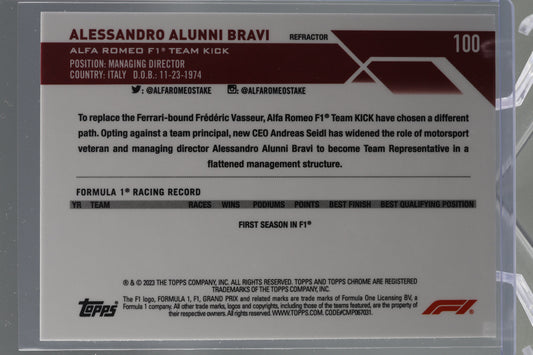 ALESSANDRO ALUNNI BRAVI
REFRACTOR
100
ALFA ROMEO F1® TEAM KICK
POSITION: MANAGING DIRECTOR
COUNTRY: ITALY D.O.B.: 11-23-1974
: @ALFAROMEOSTAKE : @ALFAROMEOSTAKE
To replace the Ferrari-bound Frédéric Vasseur, Alfa Romeo F1® Team KICK have chosen a different
path. Opting against a team principal, new CEO Andreas Seidl has widened the role of motorsport
veteran and managing director Alessandro Alunni Bravi to become Team Representative in a
flattened management structure.
FORMULA 1® RACING RECORD
YR TEAM RACES WINS PODIUMS POINTS BEST FINISH BEST QUALIFYING POSITION
FIRST SEASON IN F1®
® & © 2023 THE TOPPS COMPANY, INC. ALL RIGHTS RESERVED. TOPPS AND TOPPS CHROME ARE REGISTERED
TRADEMARKS OF THE TOPPS COMPANY, INC.
The F1 logo, FORMULA 1, F1, GRAND PRIX and related marks are trade marks of Formula One Licensing BV, a
Formula 1 company. All other trade marks, logos and copyrights, including those of the teams featured, are the property of
their respective owners. All rights reserved. WWW.TOPPS.COM. CODE#CMP067031.
Topps
F1